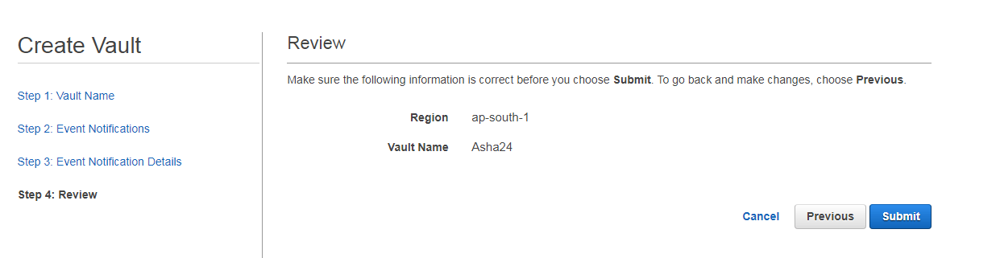 Create Vault
Step 1: Vault Name
Step 2: Event Notifications
Step 3: Event Notification Details
Step 4: Review
Review
Make sure the following information is correct before you choose Submit. To go back and make changes, choose Previous.
Region ap-south-1
Vault Name Asha24
Cancel Previous Submit